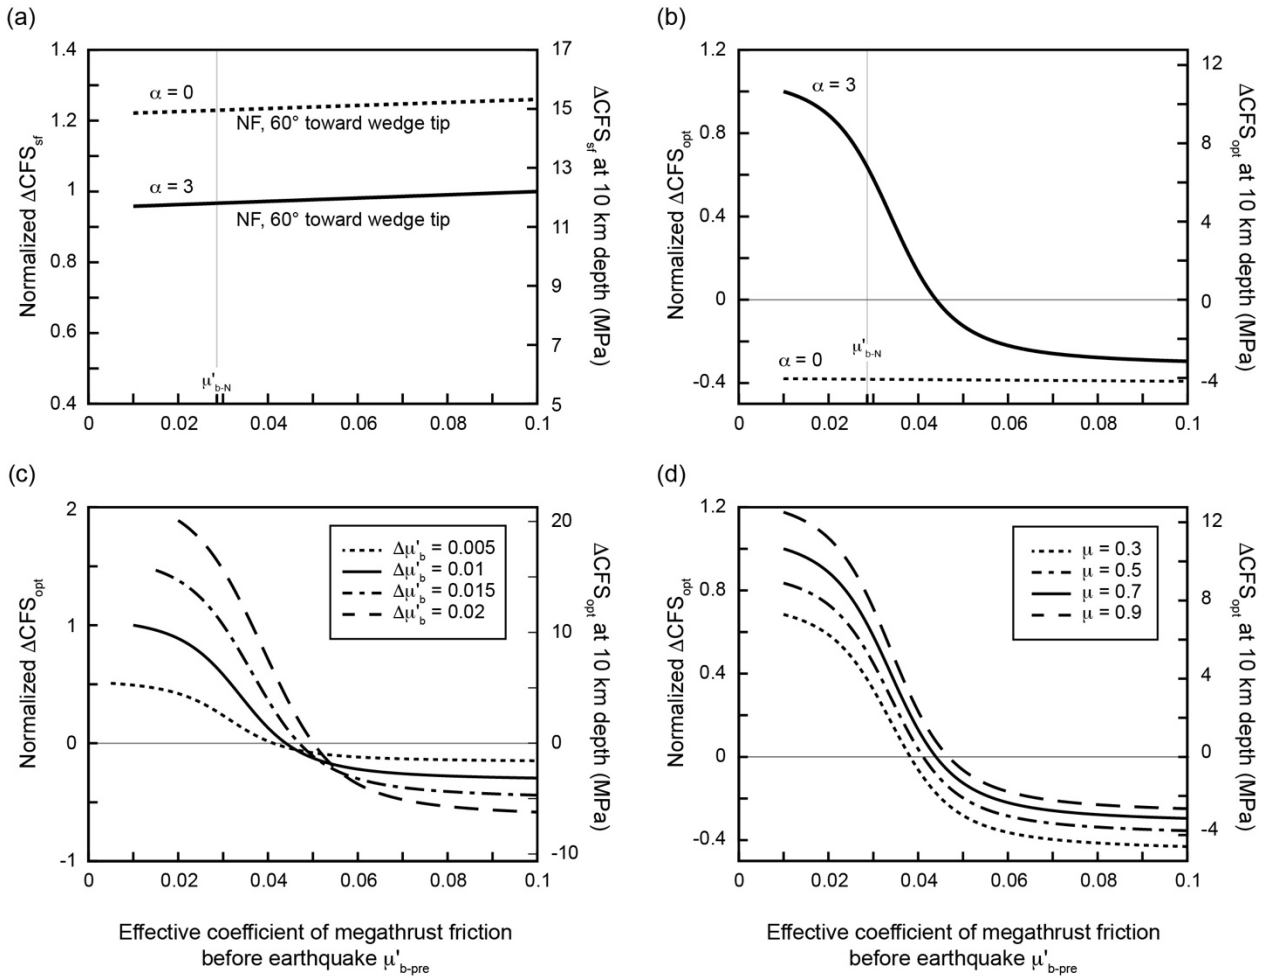 (a)
1.4
1.2
1
0.8
0.6
0.4
Normalized ΔCFSsf
17
15
13
11
9
7
5
ΔCFSsf at 10 km depth (MPa)
α = 0
NF, 60° toward wedge tip
α = 3
NF, 60° toward wedge tip
μ'b-N
0 0.02 0.04 0.06 0.08 0.1
(b)
1.2
0.8
0.4
0
-0.4
Normalized ΔCFSopt
12
8
4
0
-4
ΔCFSopt at 10 km depth (MPa)
α = 3
μ'b-N
α = 0
0 0.02 0.04 0.06 0.08 0.1
(c)
2
1
0
-1
Normalized ΔCFSopt
20
10
0
-10
ΔCFSopt at 10 km depth (MPa)
Δμ'b = 0.005
Δμ'b = 0.01
Δμ'b = 0.015
Δμ'b = 0.02
0 0.02 0.04 0.06 0.08 0.1
Effective coefficient of megathrust friction
before earthquake μ'b-pre
(d)
1.2
0.8
0.4
0
-0.4
Normalized ΔCFSopt
12
8
4
0
-4
ΔCFSopt at 10 km depth (MPa)
μ = 0.3
μ = 0.5
μ = 0.7
μ = 0.9
0 0.02 0.04 0.06 0.08 0.1
Effective coefficient of megathrust friction
before earthquake μ'b-pre